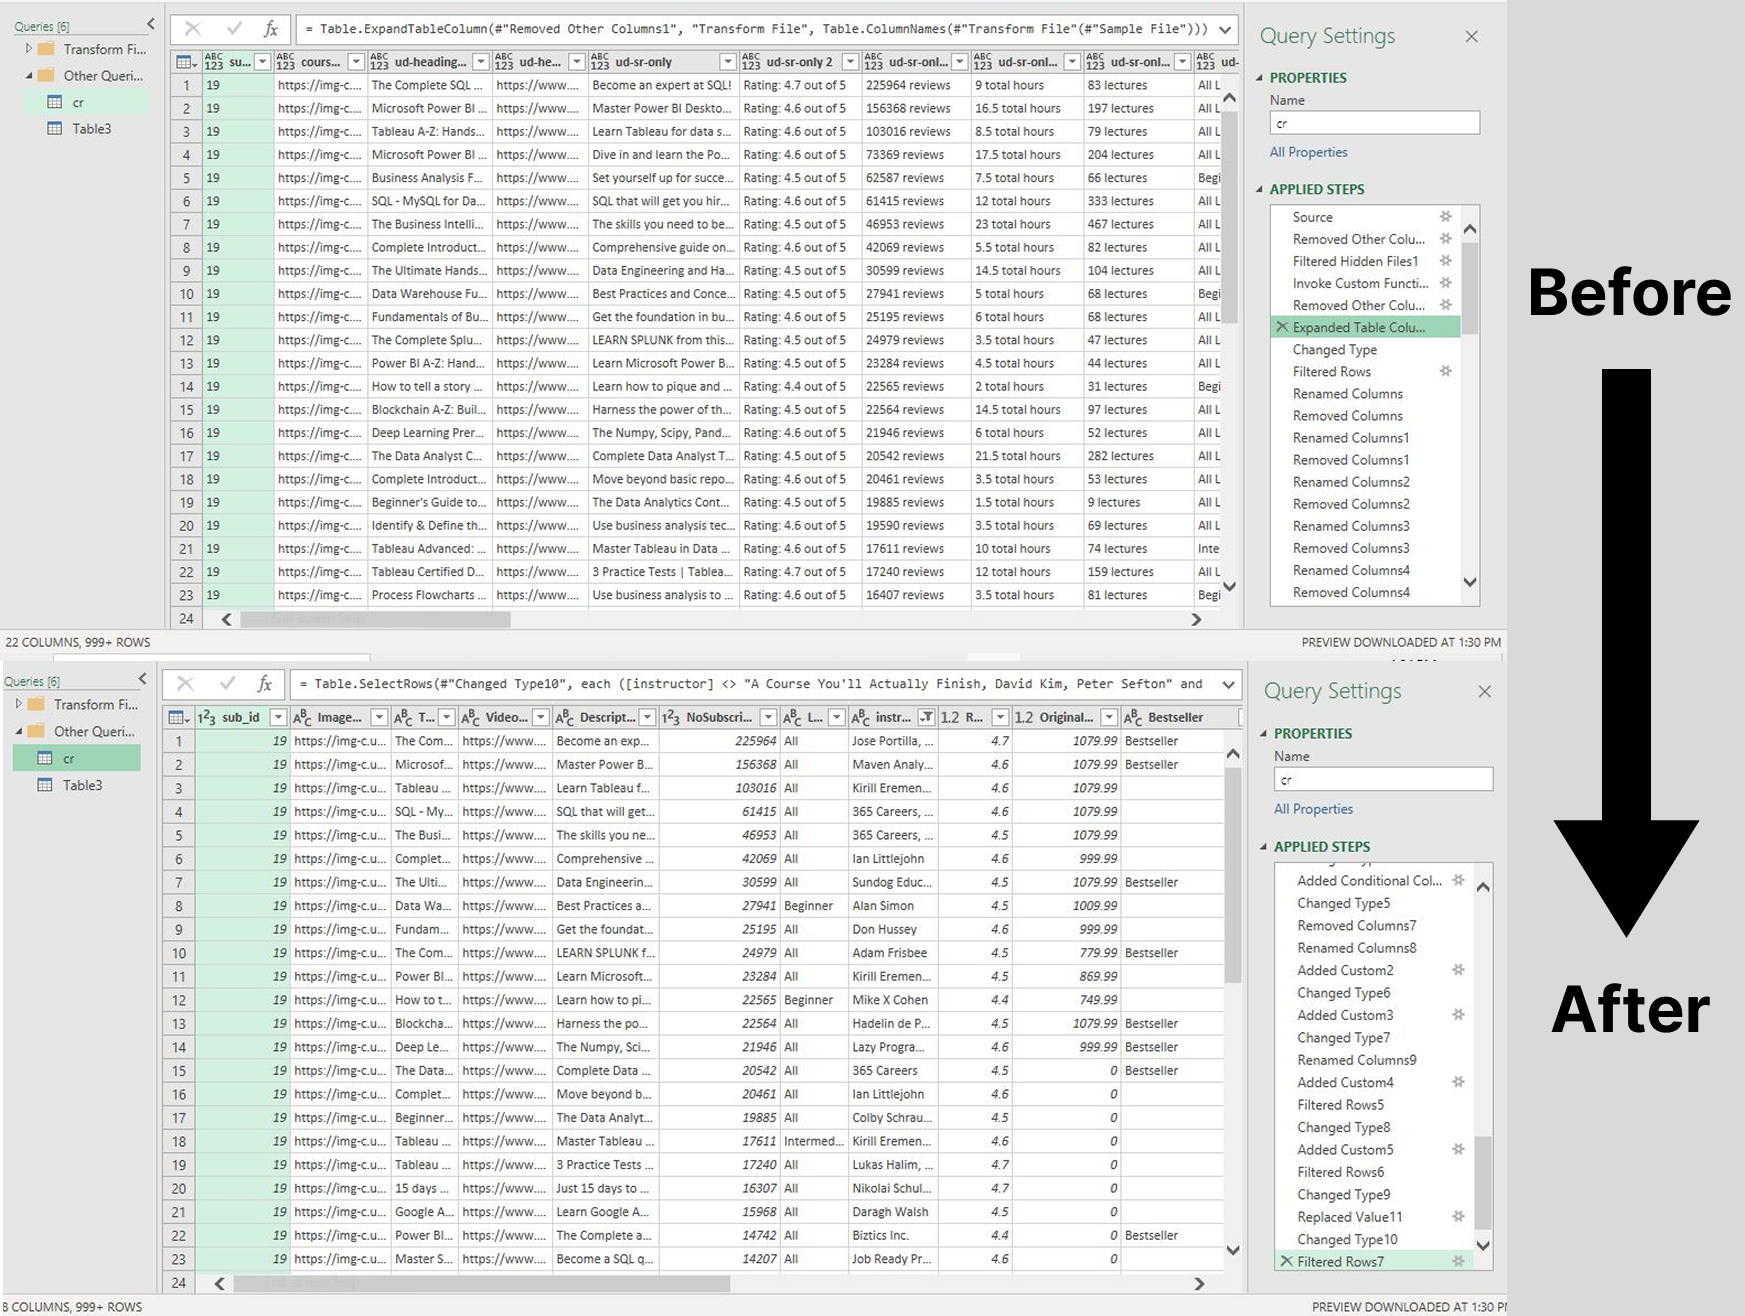 Queries [6]
Transform Fi...
Other Queri...
cr
Table3
fx = Table.ExpandTableColumn(#"Removed Other Columns1", "Transform File", Table.ColumnNames(#"Transform File"(#"Sample File")))
ABC 123 su... ABC 123 cours... ABC 123 ud-heading... ABC 123 ud-he... ABC 123 ud-sr-only ABC 123 ud-sr-only 2 ABC 123 ud-sr-onl... ABC 123 ud-sr-onl... ABC 123 ud-sr-onl... ABC 123 ud-
1 19 https://img-c.... The Complete SQL ... https://www.... Become an expert at SQL! Rating: 4.7 out of 5 225964 reviews 9 total hours 83 lectures All L
2 19 https://img-c.... Microsoft Power BI ... https://www.... Master Power BI Deskto... Rating: 4.6 out of 5 156368 reviews 16.5 total hours 197 lectures All L
3 19 https://img-c.... Tableau A-Z: Hands... https://www.... Learn Tableau for data s... Rating: 4.6 out of 5 103016 reviews 8.5 total hours 79 lectures All L
4 19 https://img-c.... Microsoft Power BI ... https://www.... Dive in and learn the Po... Rating: 4.6 out of 5 73369 reviews 17.5 total hours 204 lectures All L
5 19 https://img-c.... Business Analysis F... https://www.... Set yourself up for succe... Rating: 4.5 out of 5 62587 reviews 7.5 total hours 66 lectures Begi
6 19 https://img-c.... SQL - MySQL for Da... https://www.... SQL that will get you hir... Rating: 4.6 out of 5 61415 reviews 12 total hours 333 lectures All L
7 19 https://img-c.... The Business Intelli... https://www.... The skills you need to be... Rating: 4.5 out of 5 46953 reviews 23 total hours 467 lectures All L
8 19 https://img-c.... Complete Introduct... https://www.... Comprehensive guide on... Rating: 4.6 out of 5 42069 reviews 5.5 total hours 82 lectures All L
9 19 https://img-c.... The Ultimate Hands... https://www.... Data Engineering and Ha... Rating: 4.5 out of 5 30599 reviews 14.5 total hours 104 lectures All L
10 19 https://img-c.... Data Warehouse Fu... https://www.... Best Practices and Conce... Rating: 4.5 out of 5 27941 reviews 5 total hours 68 lectures Begi
11 19 https://img-c.... Fundamentals of Bu... https://www.... Get the foundation in bu... Rating: 4.6 out of 5 25195 reviews 6 total hours 68 lectures All L
12 19 https://img-c.... The Complete Splu... https://www.... LEARN SPLUNK from this... Rating: 4.5 out of 5 24979 reviews 3.5 total hours 47 lectures All L
13 19 https://img-c.... Power BI A-Z: Hand... https://www.... Learn Microsoft Power B... Rating: 4.5 out of 5 23284 reviews 4.5 total hours 44 lectures All L
14 19 https://img-c.... How to tell a story ... https://www.... Learn how to pique and ... Rating: 4.4 out of 5 22565 reviews 2 total hours 31 lectures Begi
15 19 https://img-c.... Blockchain A-Z: Buil... https://www.... Harness the power of th... Rating: 4.5 out of 5 22564 reviews 14.5 total hours 97 lectures All L
16 19 https://img-c.... Deep Learning Prer... https://www.... The Numpy, Scipy, Pand... Rating: 4.6 out of 5 21946 reviews 6 total hours 52 lectures All L
17 19 https://img-c.... The Data Analyst C... https://www.... Complete Data Analyst T... Rating: 4.5 out of 5 20542 reviews 21.5 total hours 282 lectures All L
18 19 https://img-c.... Complete Introduct... https://www.... Move beyond basic repo... Rating: 4.6 out of 5 20461 reviews 3.5 total hours 53 lectures All L
19 19 https://img-c.... Beginner's Guide to... https://www.... The Data Analytics Cont... Rating: 4.5 out of 5 19885 reviews 1.5 total hours 9 lectures All L
20 19 https://img-c.... Identify & Define th... https://www.... Use business analysis tec... Rating: 4.6 out of 5 19590 reviews 3.5 total hours 69 lectures All L
21 19 https://img-c.... Tableau Advanced: ... https://www.... Master Tableau in Data ... Rating: 4.6 out of 5 17611 reviews 10 total hours 74 lectures Inte
22 19 https://img-c.... Tableau Certified D... https://www.... 3 Practice Tests | Tablea... Rating: 4.7 out of 5 17240 reviews 12 total hours 159 lectures All L
23 19 https://img-c.... Process Flowcharts ... https://www.... Use business analysis to ... Rating: 4.6 out of 5 16407 reviews 3.5 total hours 81 lectures Begi
24
22 COLUMNS, 999+ ROWS
PREVIEW DOWNLOADED AT 1:30 PM
Query Settings
PROPERTIES
Name
cr
All Properties
APPLIED STEPS
Source
Removed Other Colu...
Filtered Hidden Files1
Invoke Custom Functi...
Removed Other Colu...
Expanded Table Colu...
Changed Type
Filtered Rows
Renamed Columns
Removed Columns
Renamed Columns1
Removed Columns1
Renamed Columns2
Removed Columns2
Renamed Columns3
Removed Columns3
Renamed Columns4
Removed Columns4
Before
After
Queries [6]
Transform Fi...
Other Queri...
cr
Table3
fx = Table.SelectRows(#"Changed Type10", each ([instructor] <> "A Course You'll Actually Finish, David Kim, Peter Sefton" and
123 sub_id ABC Image... ABC T... ABC Video... ABC Descript... 123 NoSubscri... ABC L... ABC instr... 1.2 R... 1.2 Original... ABC Bestseller
1 19 https://img-c.u... The Com... https://www.... Become an exp... 225964 All Jose Portilla, ... 4.7 1079.99 Bestseller
2 19 https://img-c.u... Microsof... https://www.... Master Power B... 156368 All Maven Analy... 4.6 1079.99 Bestseller
3 19 https://img-c.u... Tableau ... https://www.... Learn Tableau f... 103016 All Kirill Eremen... 4.6 1079.99
4 19 https://img-c.u... SQL - My... https://www.... SQL that will get... 61415 All 365 Careers, ... 4.6 1079.99
5 19 https://img-c.u... The Busi... https://www.... The skills you ne... 46953 All 365 Careers, ... 4.5 1079.99
6 19 https://img-c.u... Complet... https://www.... Comprehensive ... 42069 All Ian Littlejohn 4.6 999.99
7 19 https://img-c.u... The Ulti... https://www.... Data Engineerin... 30599 All Sundog Educ... 4.5 1079.99 Bestseller
8 19 https://img-c.u... Data Wa... https://www.... Best Practices a... 27941 Beginner Alan Simon 4.5 1009.99
9 19 https://img-c.u... Fundam... https://www.... Get the foundat... 25195 All Don Hussey 4.6 999.99
10 19 https://img-c.u... The Com... https://www.... LEARN SPLUNK f... 24979 All Adam Frisbee 4.5 779.99 Bestseller
11 19 https://img-c.u... Power BI... https://www.... Learn Microsoft... 23284 All Kirill Eremen... 4.5 869.99
12 19 https://img-c.u... How to t... https://www.... Learn how to pi... 22565 Beginner Mike X Cohen 4.4 749.99
13 19 https://img-c.u... Blockcha... https://www.... Harness the po... 22564 All Hadelin de P... 4.5 1079.99 Bestseller
14 19 https://img-c.u... Deep Le... https://www.... The Numpy, Sci... 21946 All Lazy Progra... 4.6 999.99 Bestseller
15 19 https://img-c.u... The Data... https://www.... Complete Data ... 20542 All 365 Careers 4.5 0 Bestseller
16 19 https://img-c.u... Complet... https://www.... Move beyond b... 20461 All Ian Littlejohn 4.6 0
17 19 https://img-c.u... Beginner... https://www.... The Data Analyt... 19885 All Colby Schrau... 4.5 0
18 19 https://img-c.u... Tableau ... https://www.... Master Tableau ... 17611 Intermed... Kirill Eremen... 4.6 0
19 19 https://img-c.u... Tableau ... https://www.... 3 Practice Tests ... 17240 All Lukas Halim, ... 4.7 0
20 19 https://img-c.u... 15 days ... https://www.... Just 15 days to ... 16307 All Nikolai Schul... 4.7 0
21 19 https://img-c.u... Google A... https://www.... Learn Google A... 15968 All Daragh Walsh 4.5 0
22 19 https://img-c.u... Power BI... https://www.... The Complete a... 14742 All Biztics Inc. 4.4 0 Bestseller
23 19 https://img-c.u... Master S... https://www.... Become a SQL q... 14207 All Job Ready Pr... 4.6 0
24
8 COLUMNS, 999+ ROWS
PREVIEW DOWNLOADED AT 1:30 P
Query Settings
PROPERTIES
Name
cr
All Properties
APPLIED STEPS
Added Conditional Col...
Changed Type5
Removed Columns7
Renamed Columns8
Added Custom2
Changed Type6
Added Custom3
Changed Type7
Renamed Columns9
Added Custom4
Filtered Rows5
Changed Type8
Added Custom5
Filtered Rows6
Changed Type9
Replaced Value11
Changed Type10
Filtered Rows7